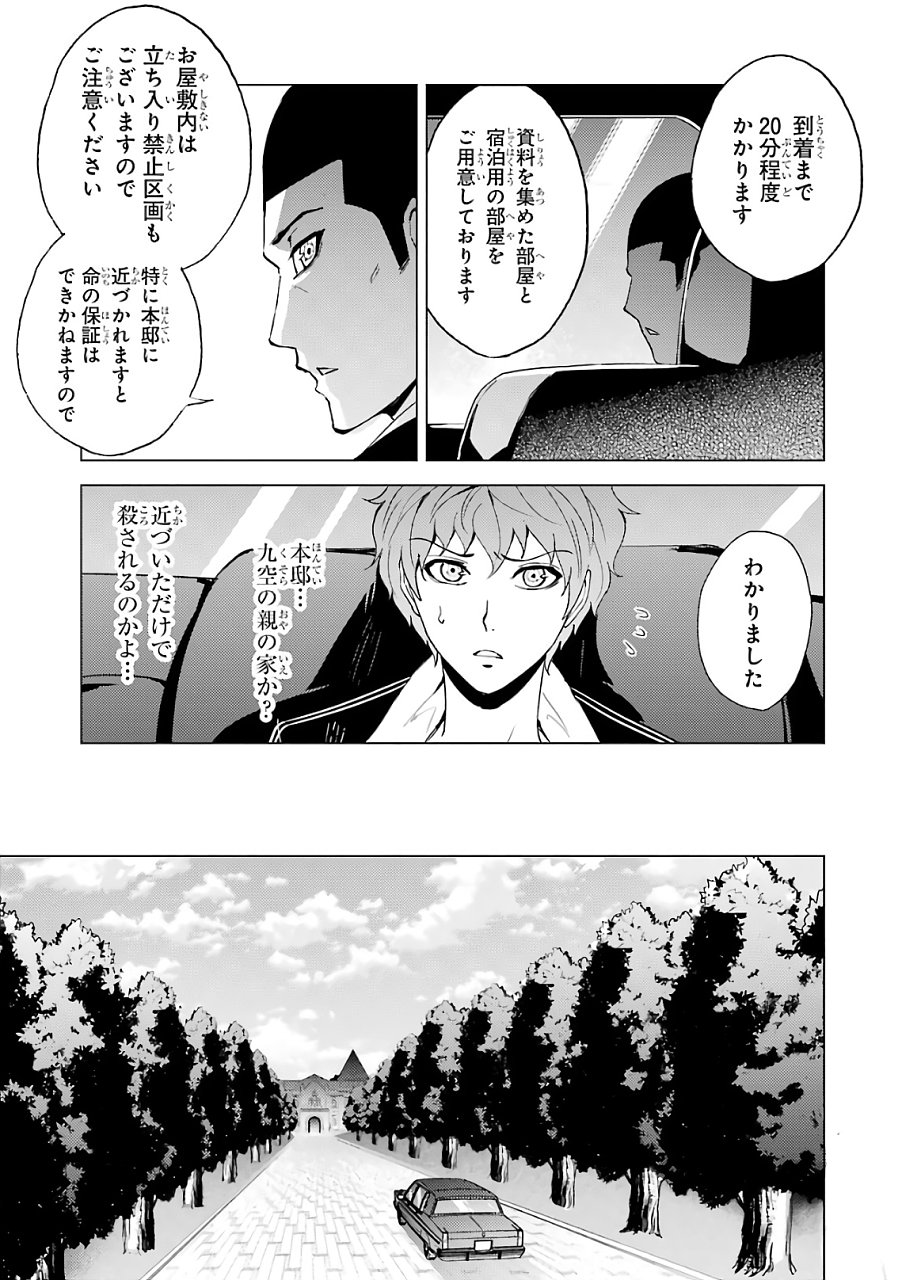 到着まで
20分程度
かかります
資料を集めた部屋と
宿泊用の部屋を
ご用意しております
お屋敷内は
立ち入り禁止区画も
ございますので
ご注意ください
特に本邸に
近づかれますと
命の保証は
できかねますので
わかりました
本邸…
九空の親の家か?
近づいただけで
殺されるのかよ…